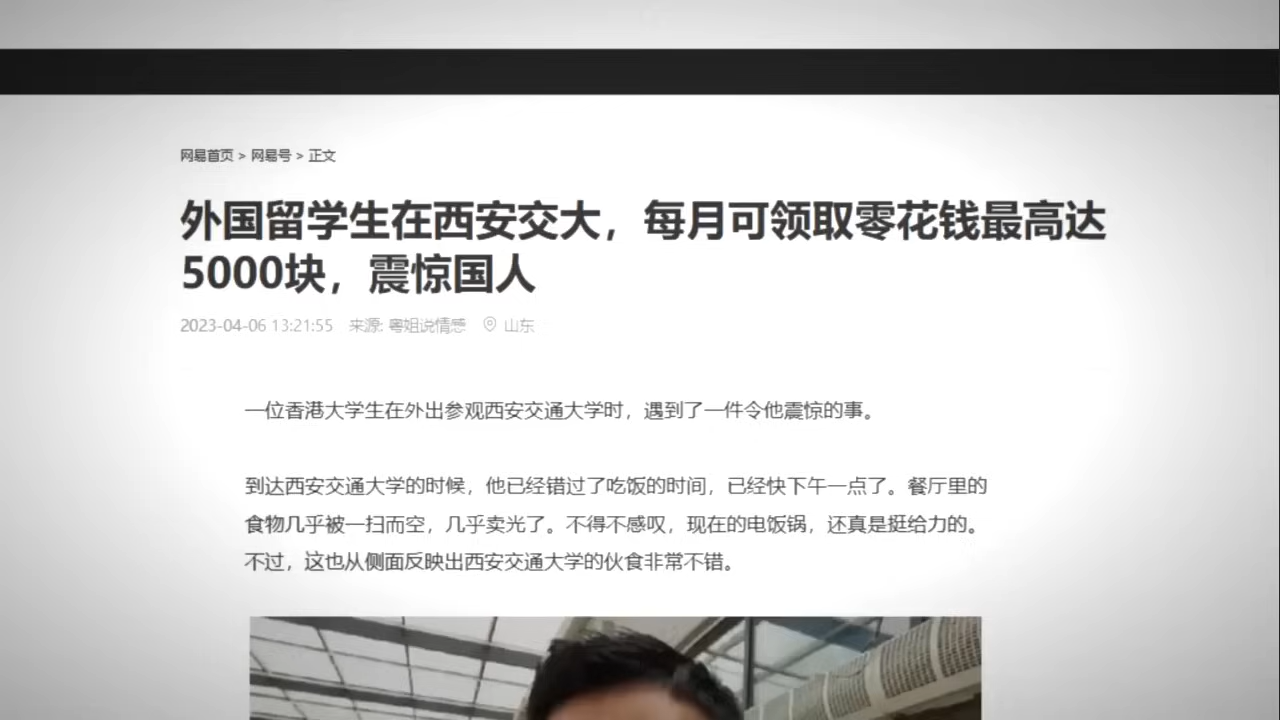 网易首页 > 网易号 > 正文
外国留学生在西安交大，每月可领取零花钱最高达
5000块，震惊国人
2023-04-06 13:21:55 来源: 粤姐说情感 山东
一位香港大学生在外出参观西安交通大学时，遇到了一件令他震惊的事。
到达西安交通大学的时候，他已经错过了吃饭的时间，已经快下午一点了。餐厅里的
食物几乎被一扫而空，几乎卖光了。不得不感叹，现在的电饭锅，还真是挺给力的。
不过，这也从侧面反映出西安交通大学的伙食非常不错。